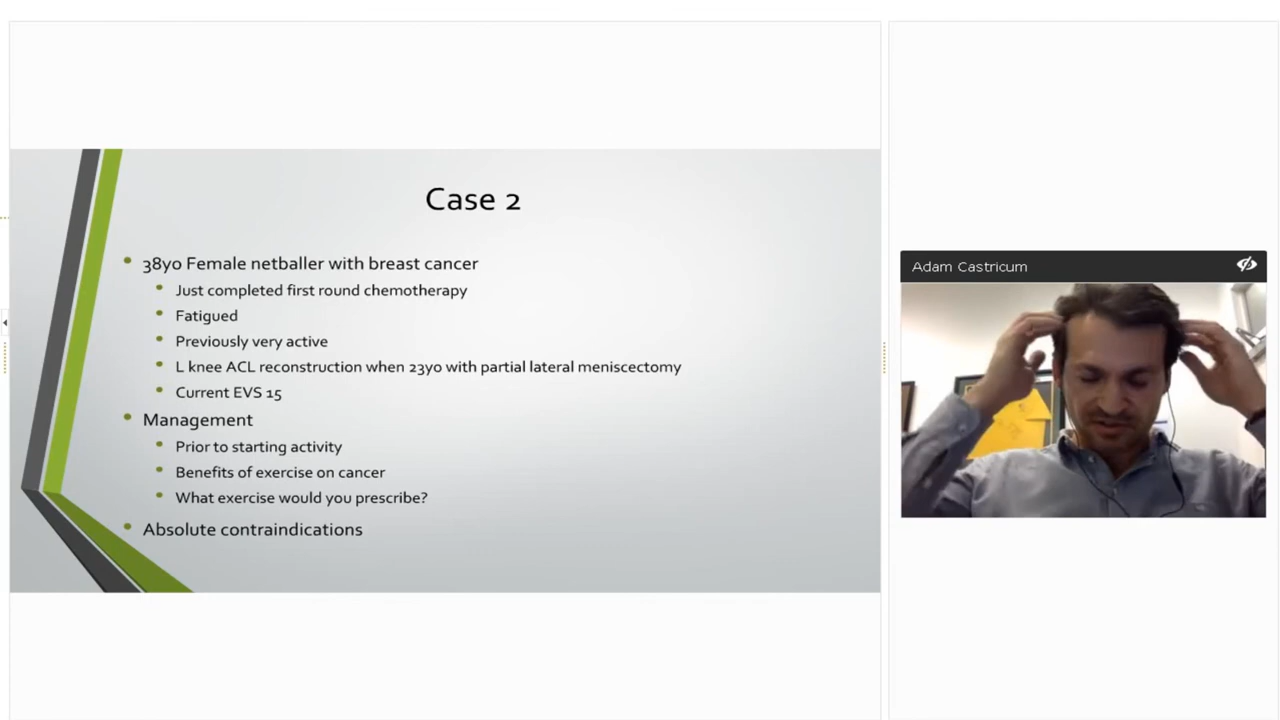 Case 2
38yo Female netballer with breast cancer
Just completed first round chemotherapy
Fatigued
Previously very active
L knee ACL reconstruction when 23yo with partial lateral meniscectomy
Current EVS 15
Management
Prior to starting activity
Benefits of exercise on cancer
What exercise would you prescribe?
Absolute contraindications
Adam Castricum